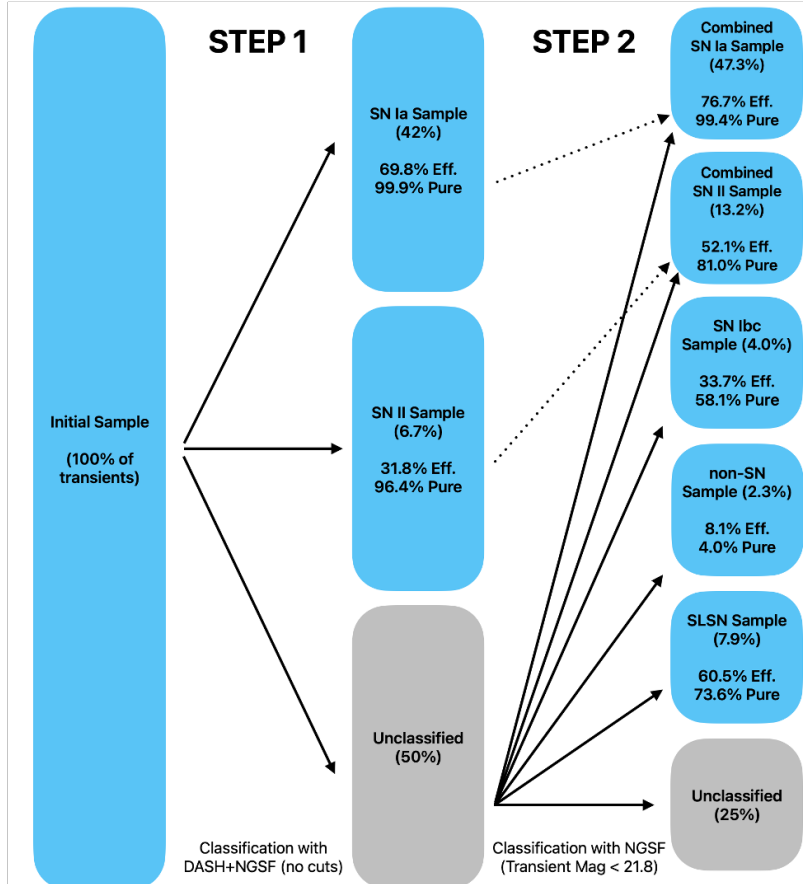 STEP 1
STEP 2
Initial Sample
(100% of
transients)
SN Ia Sample
(42%)
69.8% Eff.
99.9% Pure
SN II Sample
(6.7%)
31.8% Eff.
96.4% Pure
Unclassified
(50%)
Classification with
DASH+NGSF (no cuts)
Combined
SN Ia Sample
(47.3%)
76.7% Eff.
99.4% Pure
Combined
SN II Sample
(13.2%)
52.1% Eff.
81.0% Pure
SN Ibc
Sample (4.0%)
33.7% Eff.
58.1% Pure
non-SN
Sample (2.3%)
8.1% Eff.
4.0% Pure
SLSN Sample
(7.9%)
60.5% Eff.
73.6% Pure
Unclassified
(25%)
Classification with NGSF
(Transient Mag < 21.8)